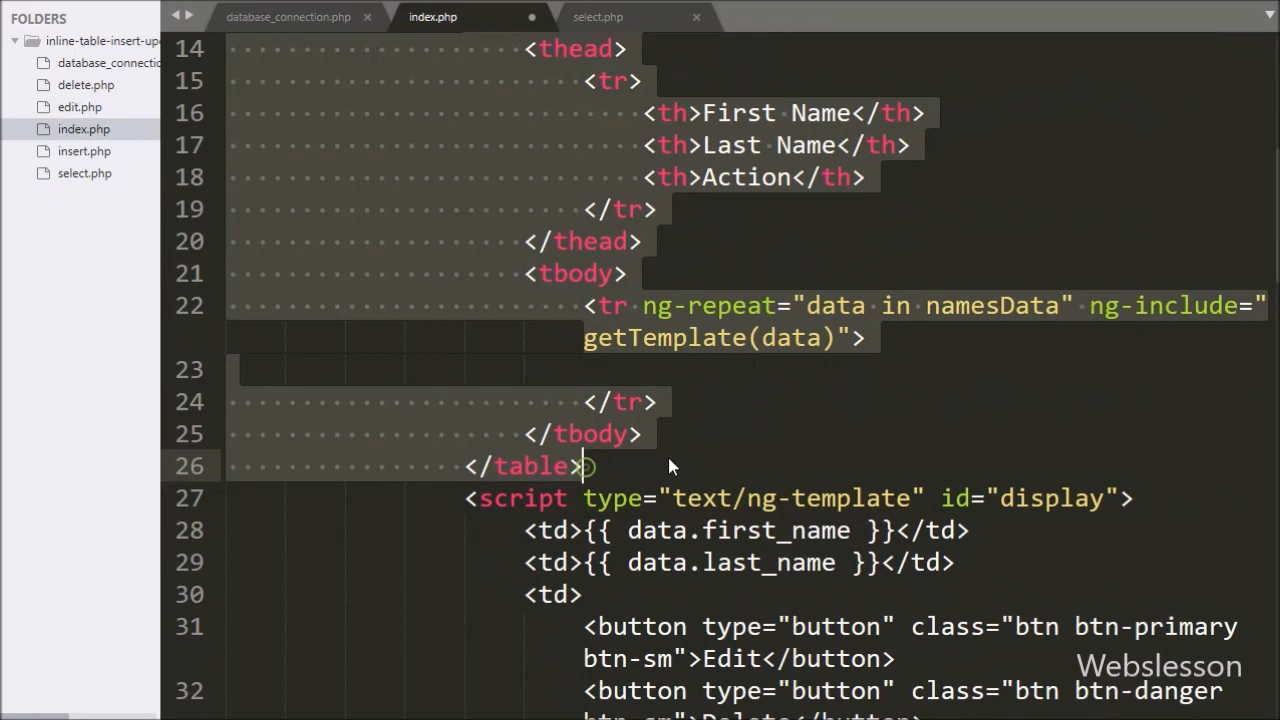 FOLDERS
inline-table-insert-up
database_connectio
delete.php
edit.php
index.php
insert.php
select.php
database_connection.php
index.php
select.php
14 <thead>
15 <tr>
16 <th>First Name</th>
17 <th>Last Name</th>
18 <th>Action</th>
19 </tr>
20 </thead>
21 <tbody>
22 <tr ng-repeat="data in namesData" ng-include="
getTemplate(data)">
23
24 </tr>
25 </tbody>
26 </table>
27 <script type="text/ng-template" id="display">
28 <td>{{ data.first_name }}</td>
29 <td>{{ data.last_name }}</td>
30 <td>
31 <button type="button" class="btn btn-primary
btn-sm">Edit</button>
32 <button type="button" class="btn btn-danger
btn-sm">Delete</button>
Webslesson